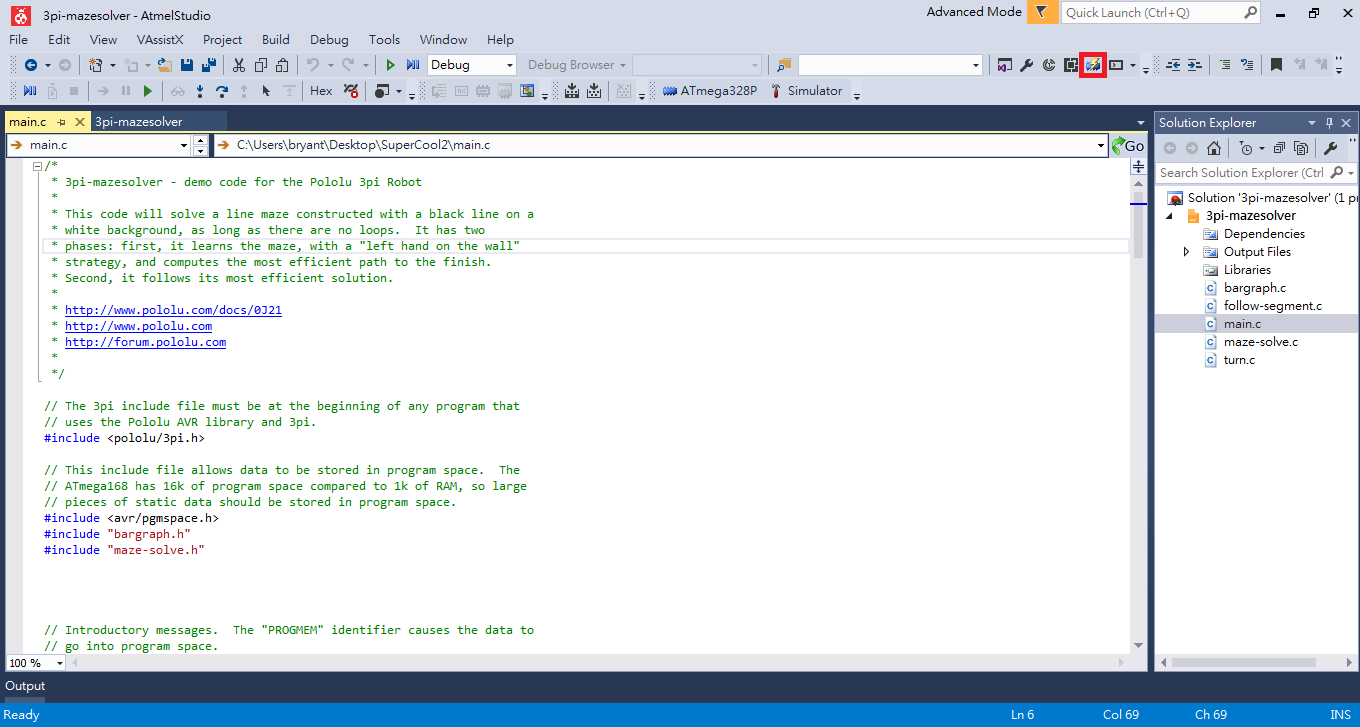 3pi-mazesolver - AtmelStudio
Advanced Mode
Quick Launch (Ctrl+Q)
File Edit View VAssistX Project Build Debug Tools Window Help
Debug Debug Browser
Hex ATmega328P Simulator
main.c 3pi-mazesolver
main.c C:\Users\bryant\Desktop\SuperCool2\main.c Go
/*
* 3pi-mazesolver - demo code for the Pololu 3pi Robot
*
* This code will solve a line maze constructed with a black line on a
* white background, as long as there are no loops.  It has two
* phases: first, it learns the maze, with a "left hand on the wall"
* strategy, and computes the most efficient path to the finish.
* Second, it follows its most efficient solution.
*
* http://www.pololu.com/docs/0J21
* http://www.pololu.com
* http://forum.pololu.com
*
*/
// The 3pi include file must be at the beginning of any program that
// uses the Pololu AVR library and 3pi.
#include <pololu/3pi.h>
// This include file allows data to be stored in program space.  The
// ATmega168 has 16k of program space compared to 1k of RAM, so large
// pieces of static data should be stored in program space.
#include <avr/pgmspace.h>
#include "bargraph.h"
#include "maze-solve.h"
// Introductory messages.  The "PROGMEM" identifier causes the data to
// go into program space.
100 %
Solution Explorer
Search Solution Explorer (Ctrl
Solution '3pi-mazesolver' (1 pr
3pi-mazesolver
Dependencies
Output Files
Libraries
bargraph.c
follow-segment.c
main.c
maze-solve.c
turn.c
Output
Ready Ln 6 Col 69 Ch 69 INS